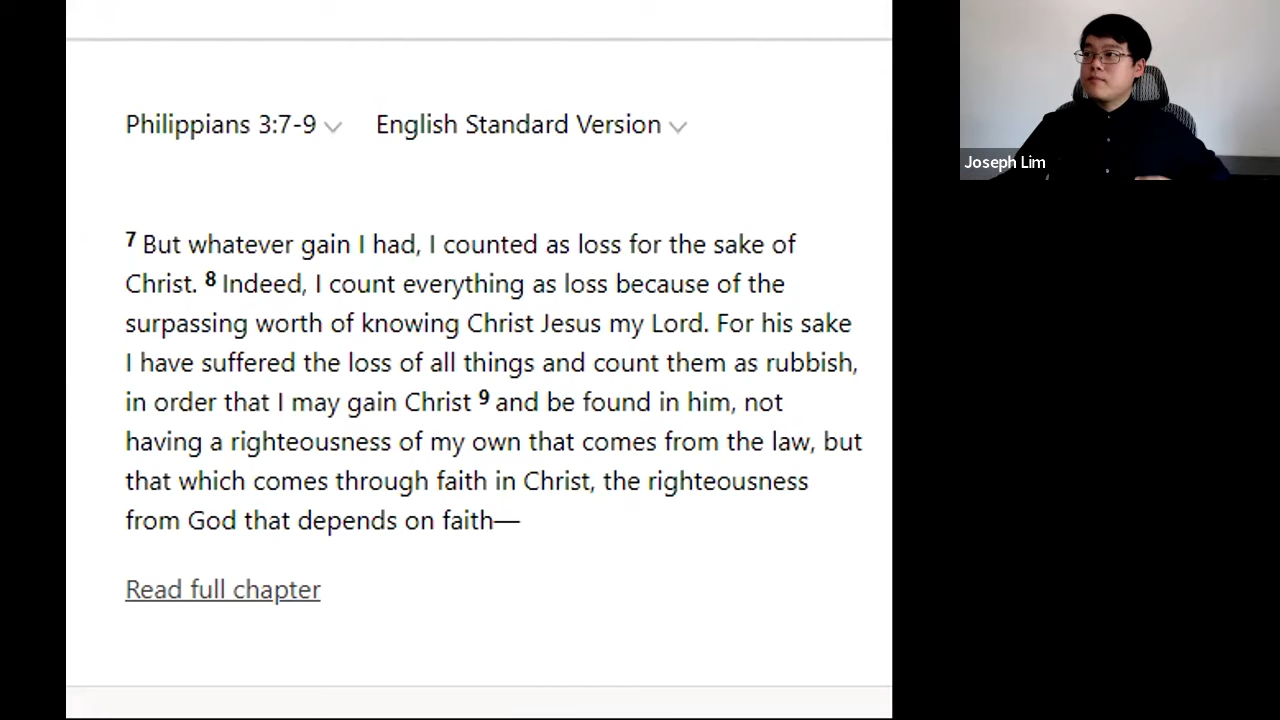 Philippians 3:7-9 English Standard Version
Joseph Lim
7 But whatever gain I had, I counted as loss for the sake of
Christ. 8 Indeed, I count everything as loss because of the
surpassing worth of knowing Christ Jesus my Lord. For his sake
I have suffered the loss of all things and count them as rubbish,
in order that I may gain Christ 9 and be found in him, not
having a righteousness of my own that comes from the law, but
that which comes through faith in Christ, the righteousness
from God that depends on faith—
Read full chapter